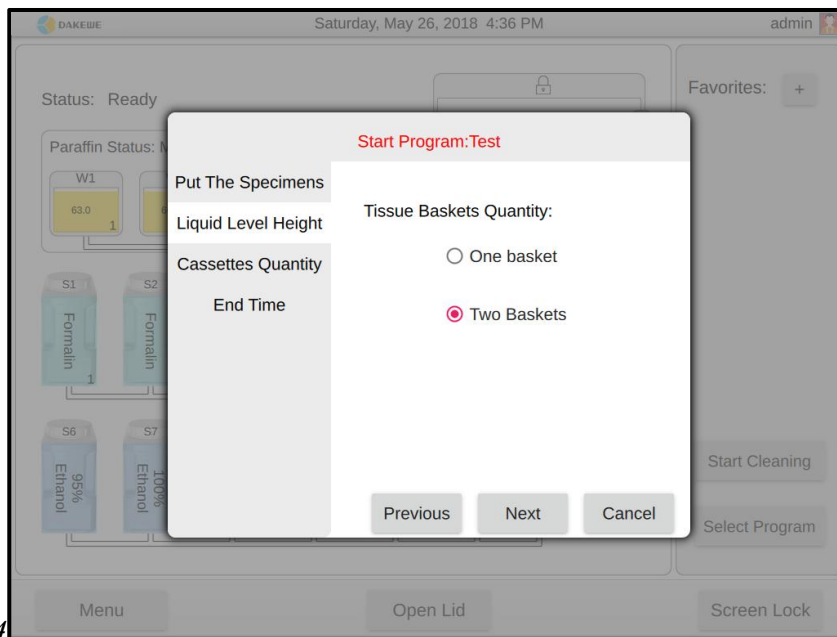 DAKEWE
Saturday, May 26, 2018 4:36 PM
admin
Status: Ready
Favorites: +
Paraffin Status:
W1
63.0
1
Start Program:Test
Put The Specimens
Liquid Level Height
Cassettes Quantity
End Time
Tissue Baskets Quantity:
One basket
Two Baskets
Previous Next Cancel
S1 S2
Formalin Formalin
1
S6 S7
95% Ethanol
100% Ethanol
Start Cleaning
Select Program
Menu Open Lid Screen Lock
4